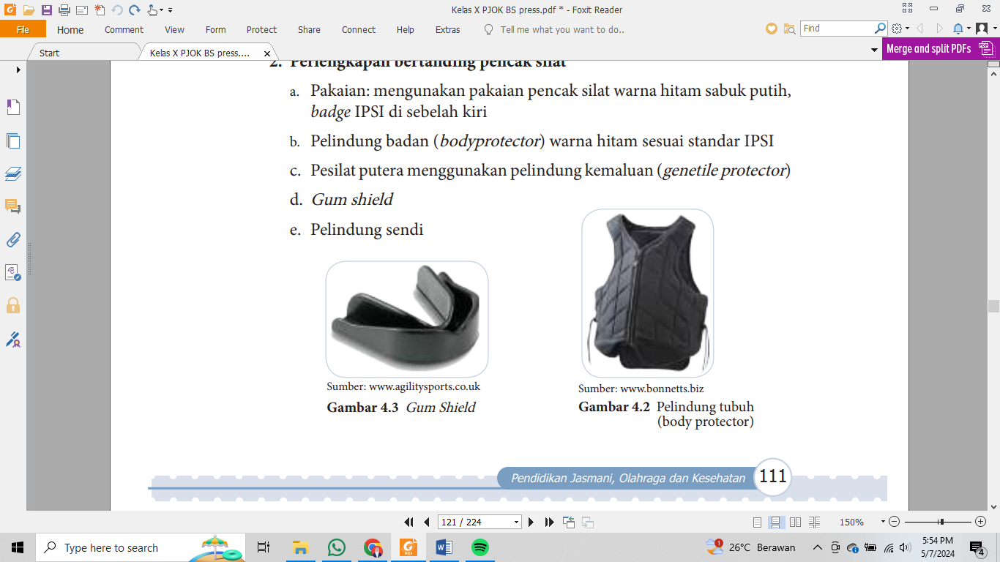 Kelas X PJOK BS press.pdf * - Foxit Reader
File Home Comment View Form Protect Share Connect Help Extras Tell me what you want to do.. Find
Start Kelas X PJOK BS press.... Merge and split PDFs
2. Perlengkapan bertanding pencak silat
a. Pakaian: mengunakan pakaian pencak silat warna hitam sabuk putih,
badge IPSI di sebelah kiri
b. Pelindung badan (bodyprotector) warna hitam sesuai standar IPSI
c. Pesilat putera menggunakan pelindung kemaluan (genetile protector)
d. Gum shield
e. Pelindung sendi
Sumber: www.agilitysports.co.uk
Gambar 4.3 Gum Shield
Sumber: www.bonnetts.biz
Gambar 4.2 Pelindung tubuh
(body protector)
Pendidikan Jasmani, Olahraga dan Kesehatan 111
121 / 224 150%
Type here to search 1 26°C Berawan 5:54 PM
5/7/2024 4